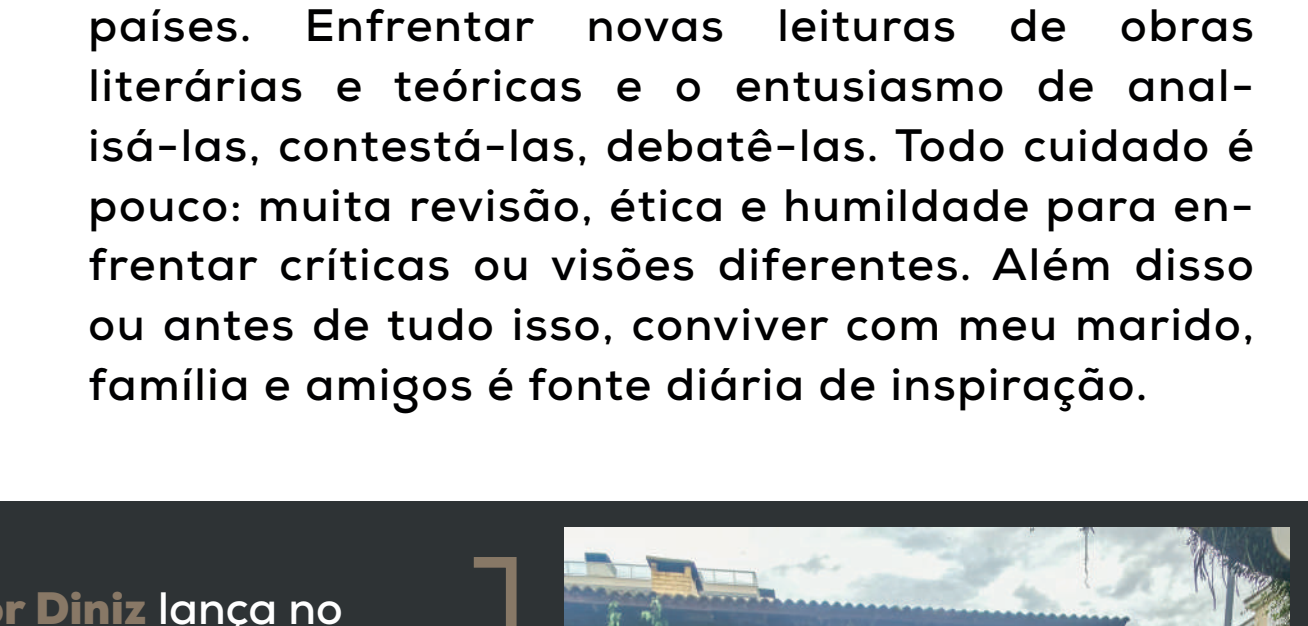 países. Enfrentar novas leituras de obras
literárias e teóricas e o entusiasmo de anal-
isá-las, contestá-las, debatê-las. Todo cuidado é
pouco: muita revisão, ética e humildade para en-
frentar críticas ou visões diferentes. Além disso
ou antes de tudo isso, conviver com meu marido,
família e amigos é fonte diária de inspiração.
Diniz lança no